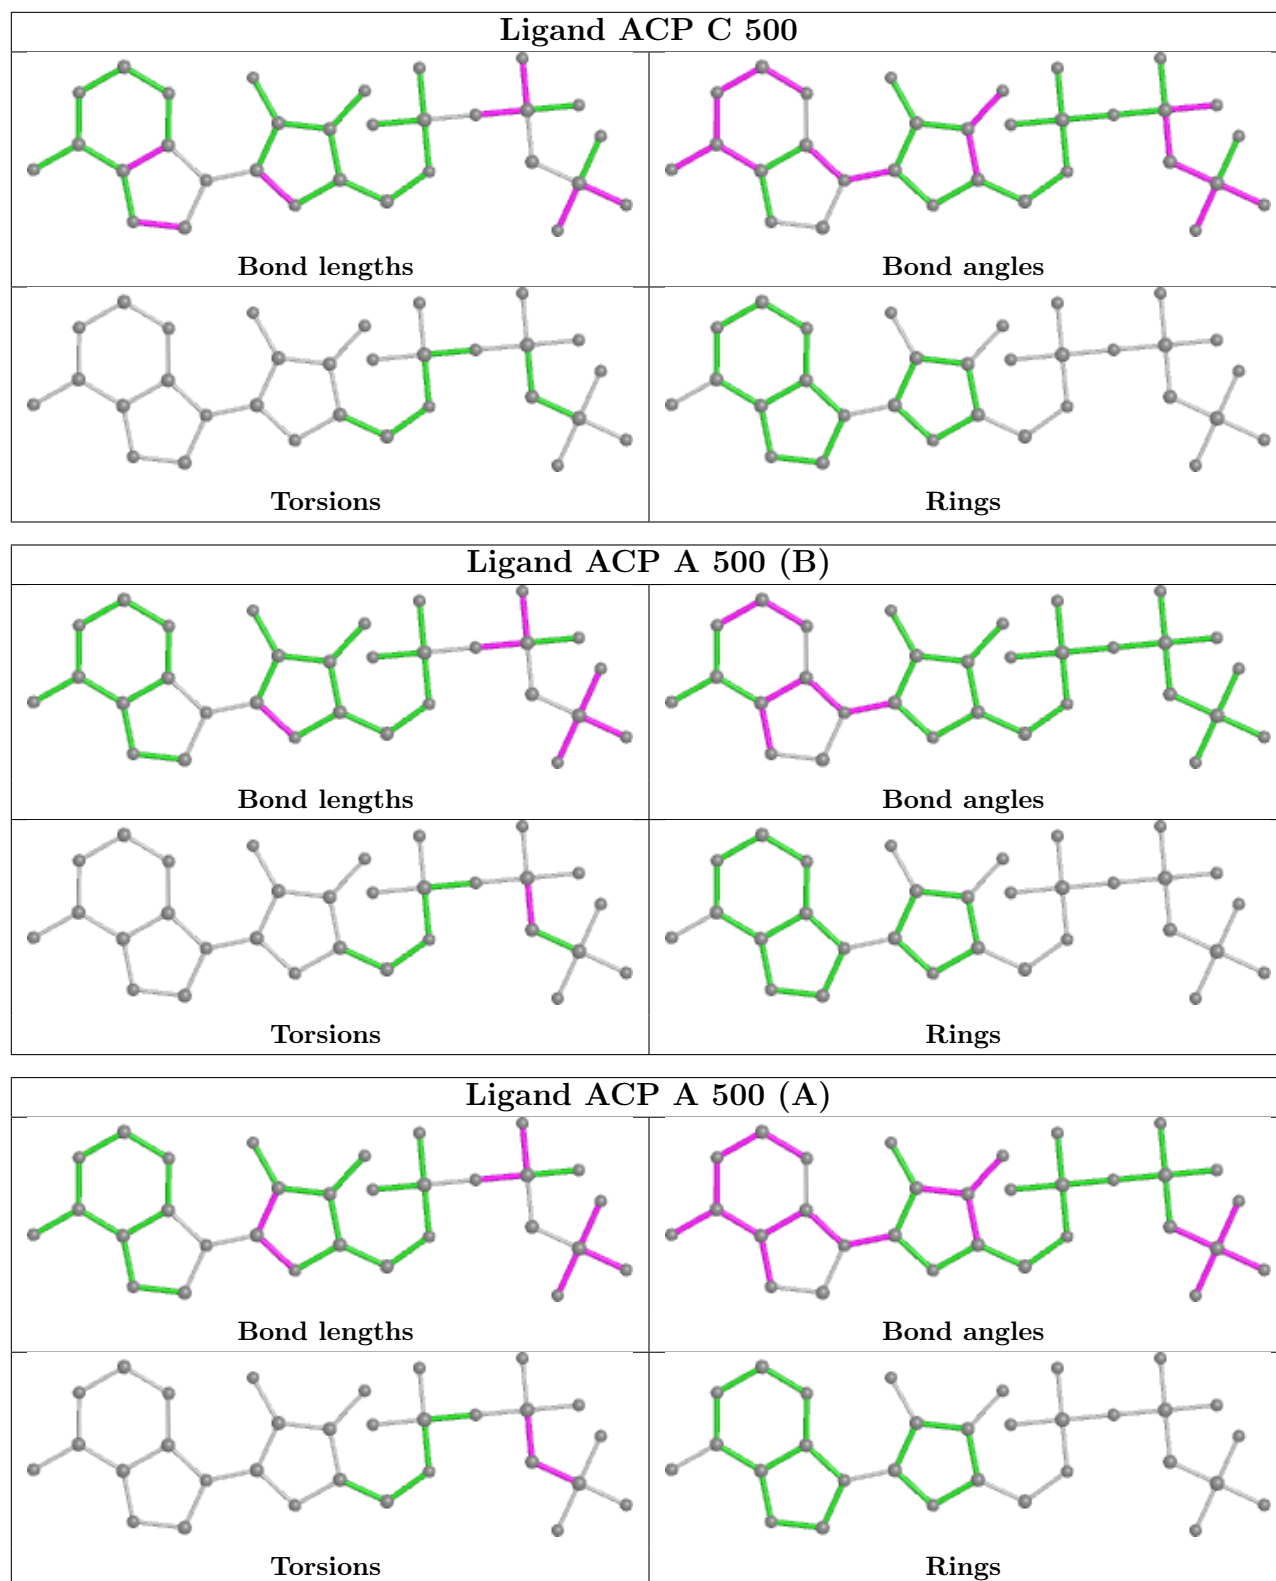 Ligand ACP C 500
Bond lengths
Bond angles
Torsions
Rings
Ligand ACP A 500 (B)
Bond lengths
Bond angles
Torsions
Rings
Ligand ACP A 500 (A)
Bond lengths
Bond angles
Torsions
Rings